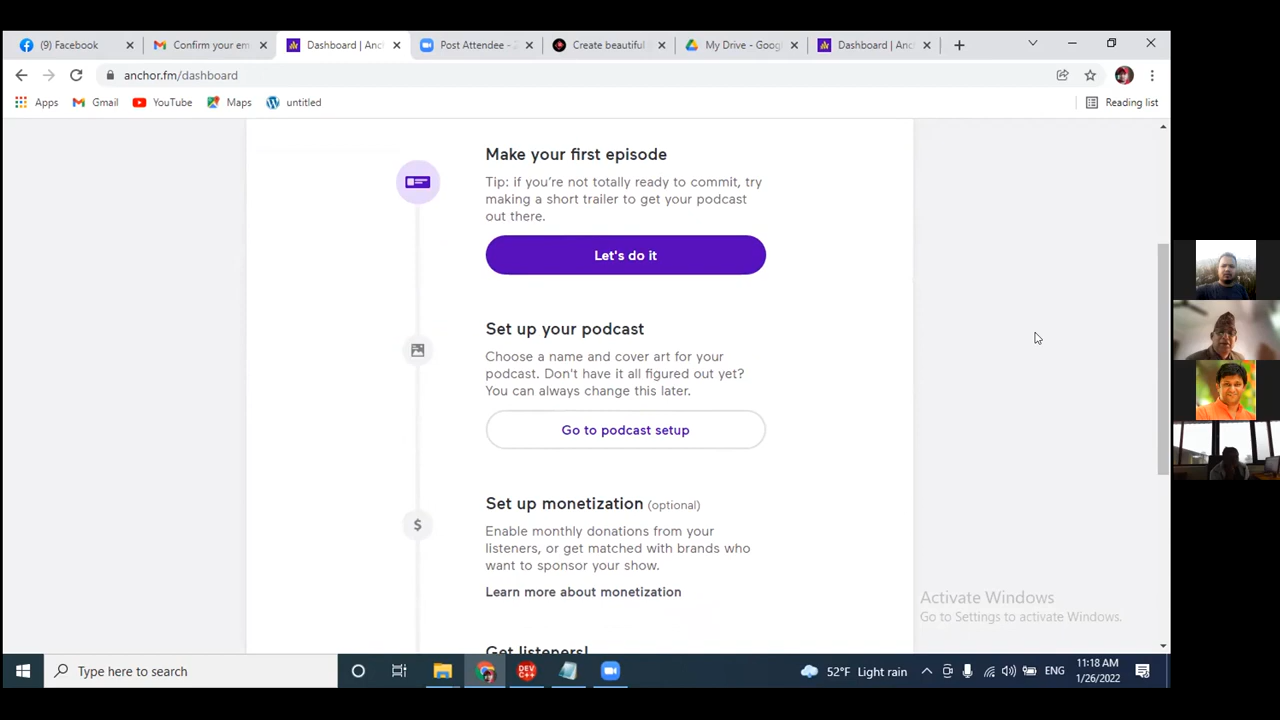 (9) Facebook
Confirm your em
Dashboard | Anch
Post Attendee - Z
Create beautiful
My Drive - Goog
Dashboard | Anch
anchor.fm/dashboard
Apps
Gmail
YouTube
Maps
untitled
Reading list
Make your first episode
Tip: if you're not totally ready to commit, try
making a short trailer to get your podcast
out there.
Let's do it
Set up your podcast
Choose a name and cover art for your
podcast. Don't have it all figured out yet?
You can always change this later.
Go to podcast setup
Set up monetization (optional)
Enable monthly donations from your
listeners, or get matched with brands who
want to sponsor your show.
Learn more about monetization
Get listeners!
Activate Windows
Go to Settings to activate Windows.
Type here to search
DEV
C++
52°F Light rain
ENG
11:18 AM
1/26/2022